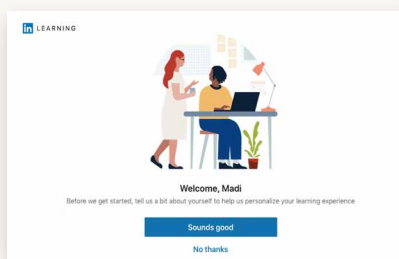 in LEARNING
Welcome, Madi
Before we get started, tell us a bit about yourself to help us personalize your learning experience
Sounds good
No thanks